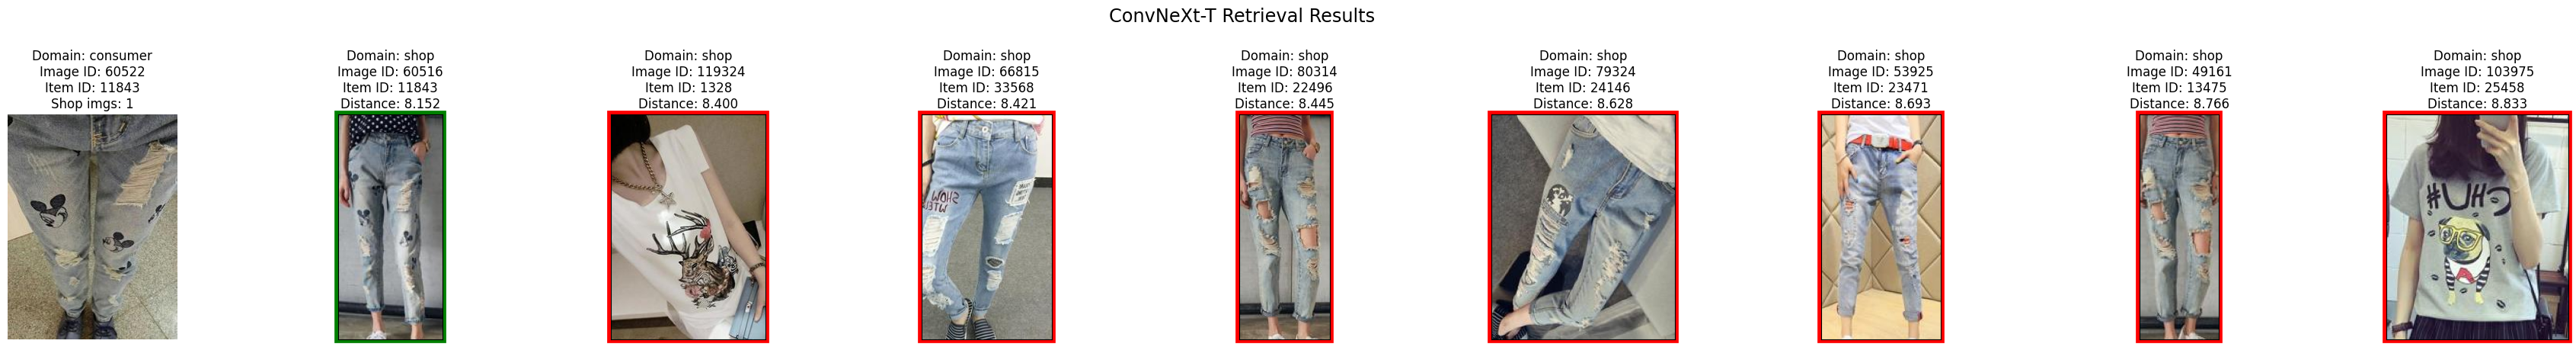 ConvNeXt-T Retrieval Results
Domain: consumer
Image ID: 60522
Item ID: 11843
Shop imgs: 1
Domain: shop
Image ID: 60516
Item ID: 11843
Distance: 8.152
Domain: shop
Image ID: 119324
Item ID: 1328
Distance: 8.400
Domain: shop
Image ID: 66815
Item ID: 33568
Distance: 8.421
Domain: shop
Image ID: 80314
Item ID: 22496
Distance: 8.445
Domain: shop
Image ID: 79324
Item ID: 24146
Distance: 8.628
Domain: shop
Image ID: 53925
Item ID: 23471
Distance: 8.693
Domain: shop
Image ID: 49161
Item ID: 13475
Distance: 8.766
Domain: shop
Image ID: 103975
Item ID: 25458
Distance: 8.833